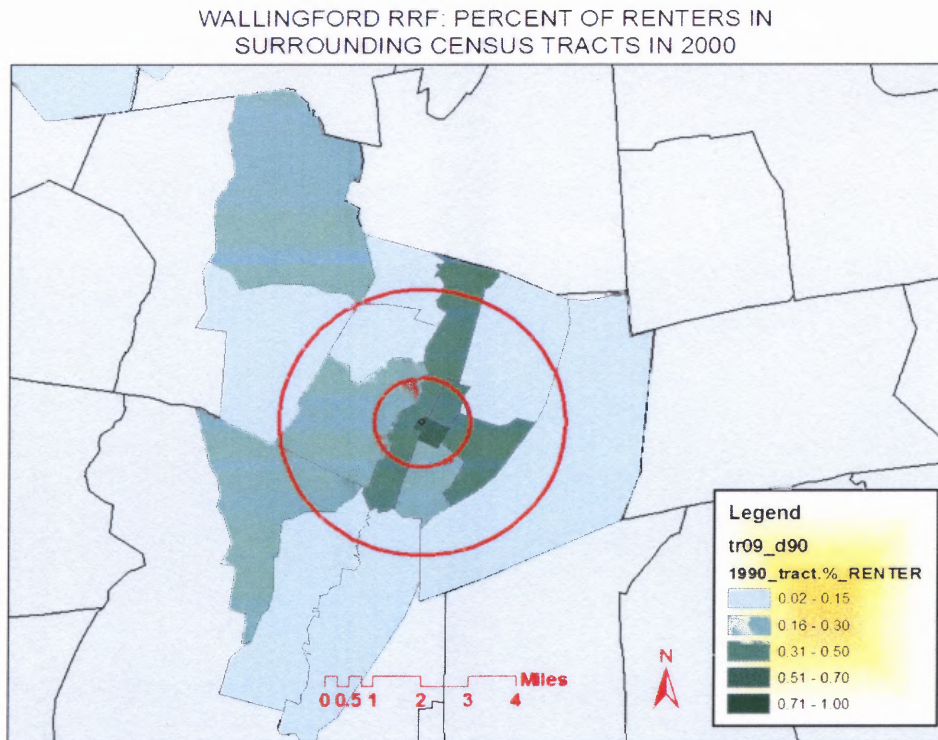 WALLINGFORD RRF: PERCENT OF RENTERS IN
SURROUNDING CENSUS TRACTS IN 2000
Legend
tr09_d90
1990_tract.%_RENTER
0.02 - 0.15
0.16 - 0.30
0.31 - 0.50
0.51 - 0.70
0.71 - 1.00
N
Miles
0 0.5 1 2 3 4